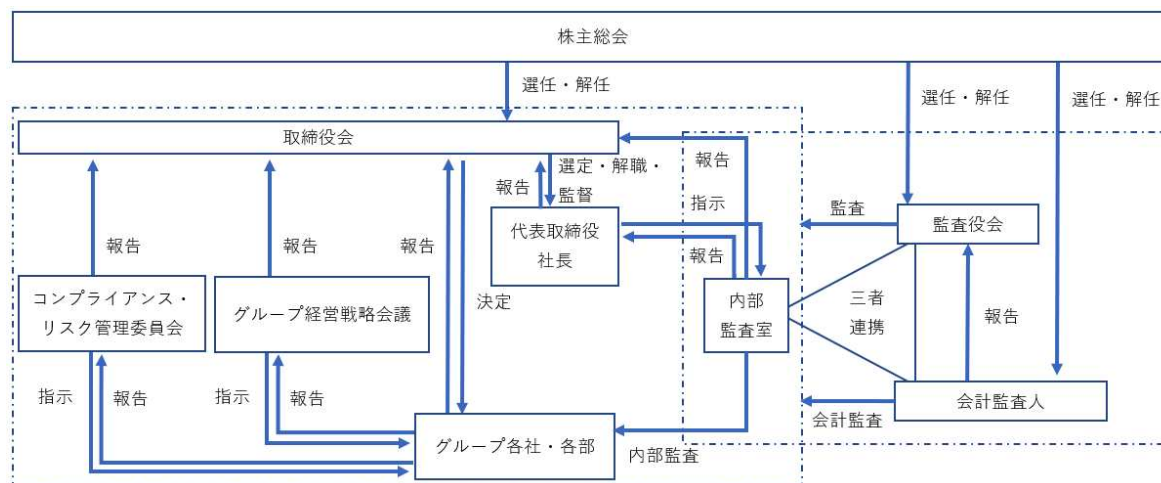 株主総会
選任・解任
選任・解任
選任・解任
取締役会
選定・解職・
監督
報告
報告
指示
代表取締役
社長
報告
監査
監査役会
報告
報告
報告
決定
コンプライアンス・
リスク管理委員会
グループ経営戦略会議
内部
監査室
三者
連携
報告
指示
報告
指示
報告
グループ各社・各部
内部監査
会計監査
会計監査人